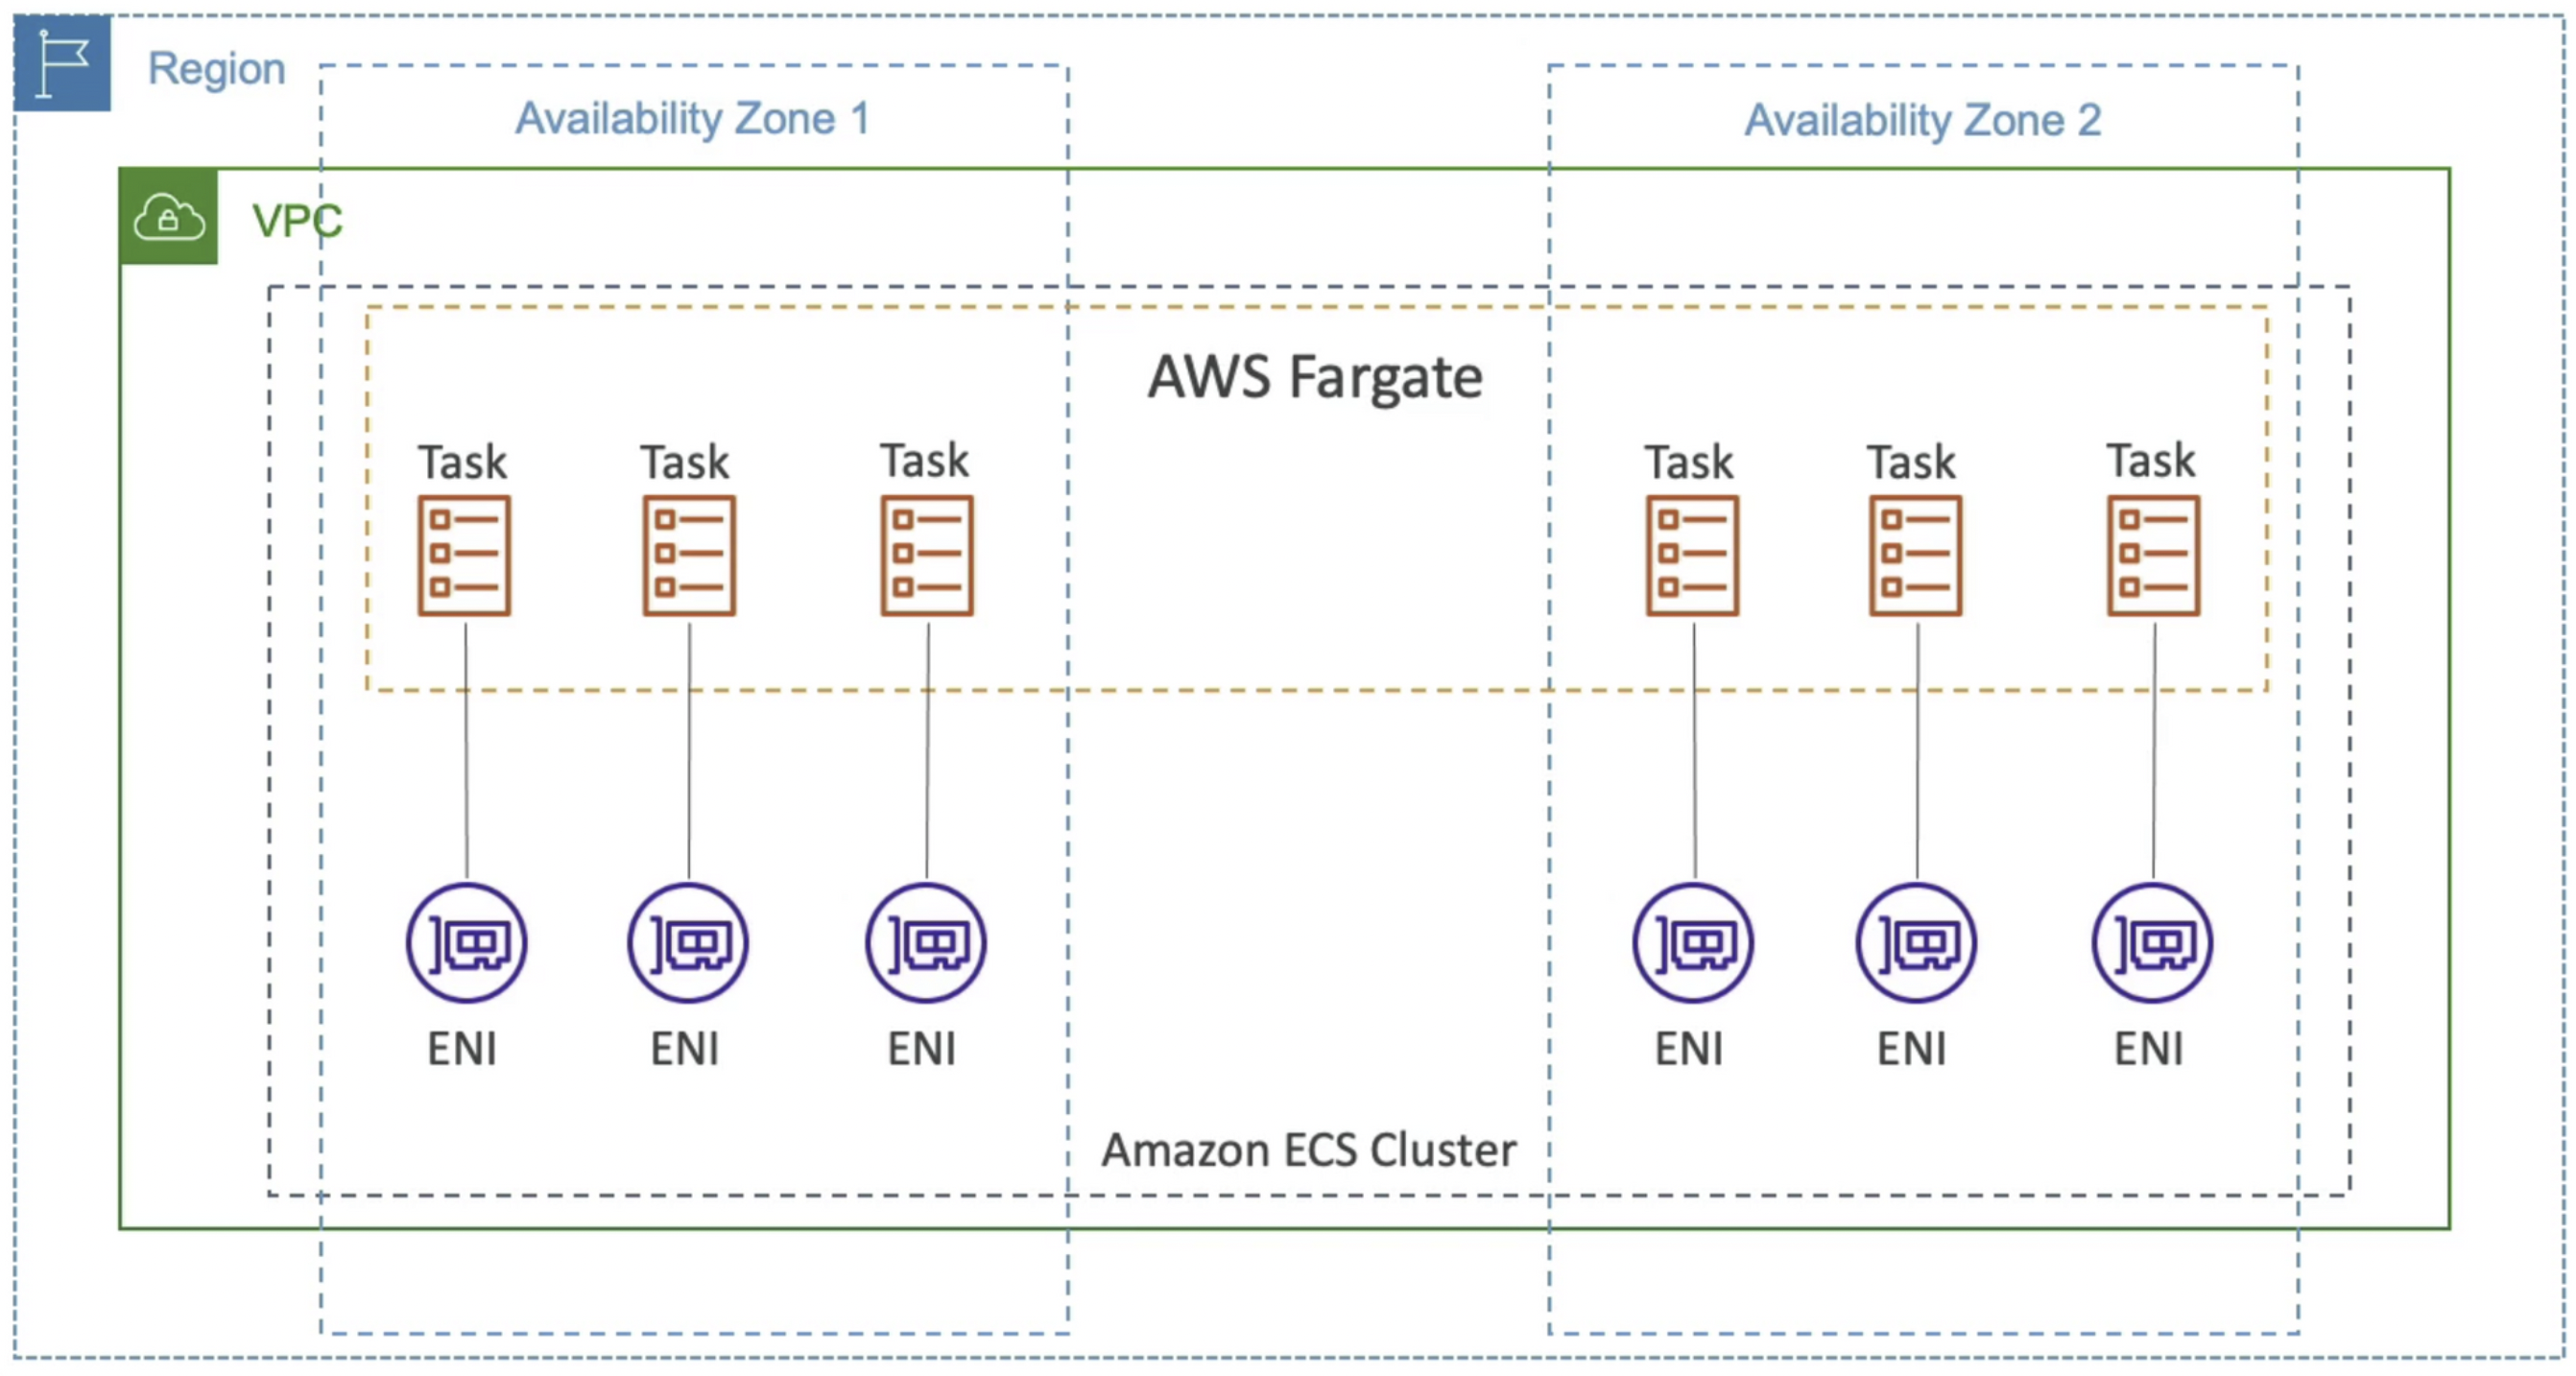 Region
Availability Zone 1
Availability Zone 2
VPC
AWS Fargate
Task
Task
Task
Task
Task
Task
ENI
ENI
ENI
ENI
ENI
ENI
Amazon ECS Cluster